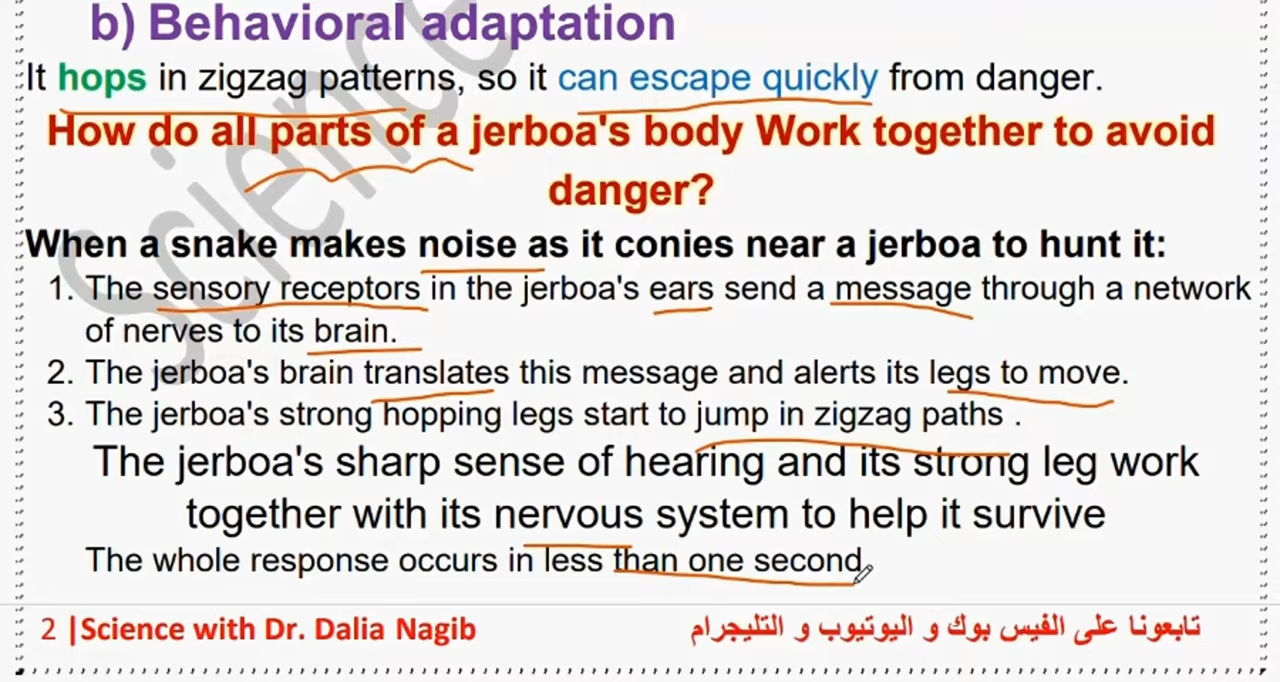 b) Behavioral adaptation
It hops in zigzag patterns, so it can escape quickly from danger.
How do all parts of a jerboa's body Work together to avoid
danger?
When a snake makes noise as it conies near a jerboa to hunt it:
1. The sensory receptors in the jerboa's ears send a message through a network
of nerves to its brain.
2. The jerboa's brain translates this message and alerts its legs to move.
3. The jerboa's strong hopping legs start to jump in zigzag paths .
The jerboa's sharp sense of hearing and its strong leg work
together with its nervous system to help it survive
The whole response occurs in less than one second
2 |Science with Dr. Dalia Nagib
تابعونا على الفيس بوك و اليوتيوب و التليجرام
Science